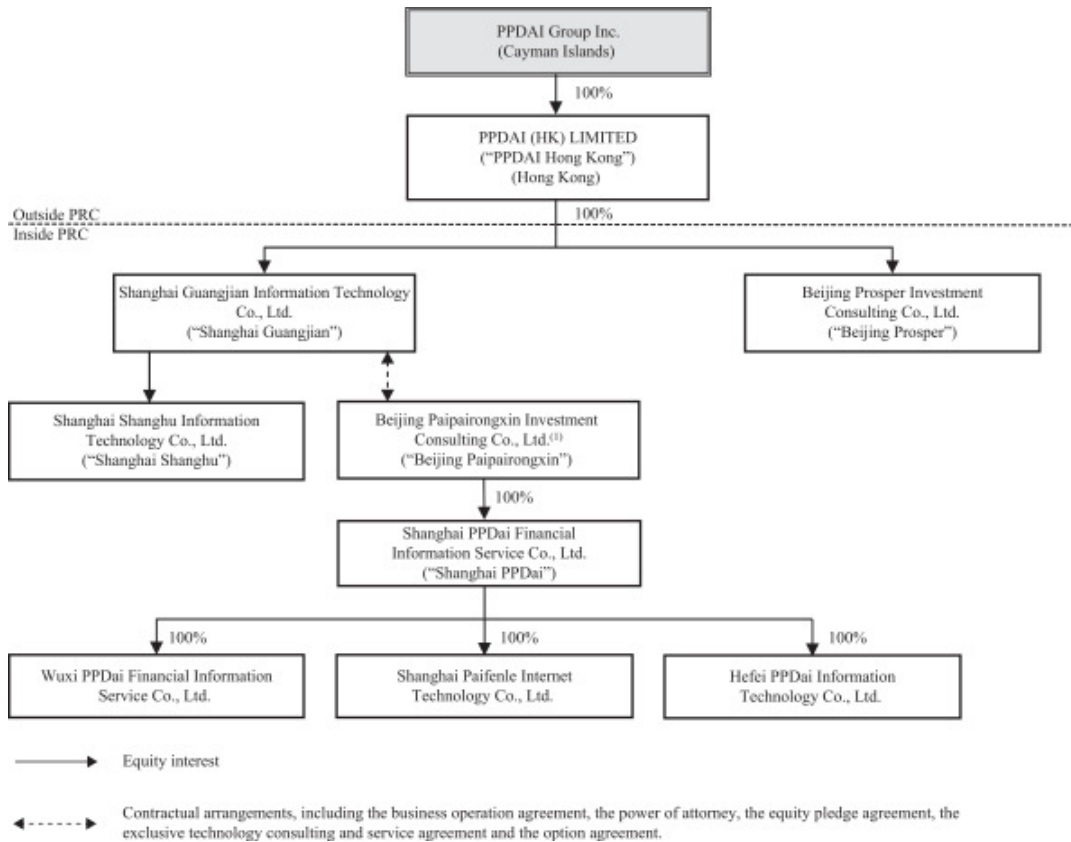 PPDAI Group Inc.
(Cayman Islands)
100%
PPDAI (HK) LIMITED
(“PPDAI Hong Kong”)
(Hong Kong)
Outside PRC
100%
Inside PRC
Shanghai Guangjian Information Technology
Co., Ltd.
(“Shanghai Guangjian”)
Beijing Prosper Investment
Consulting Co., Ltd.
(“Beijing Prosper”)
Shanghai Shanghu Information
Technology Co., Ltd.
(“Shanghai Shanghu”)
Beijing Paipairongxin Investment
Consulting Co., Ltd.(1)
(“Beijing Paipairongxin”)
100%
Shanghai PPDai Financial
Information Service Co., Ltd.
(“Shanghai PPDai”)
100%
100%
100%
Wuxi PPDai Financial Information
Service Co., Ltd.
Shanghai Paifenle Internet
Technology Co., Ltd.
Hefei PPDai Information
Technology Co., Ltd.
Equity interest
Contractual arrangements, including the business operation agreement, the power of attorney, the equity pledge agreement, the
exclusive technology consulting and service agreement and the option agreement.